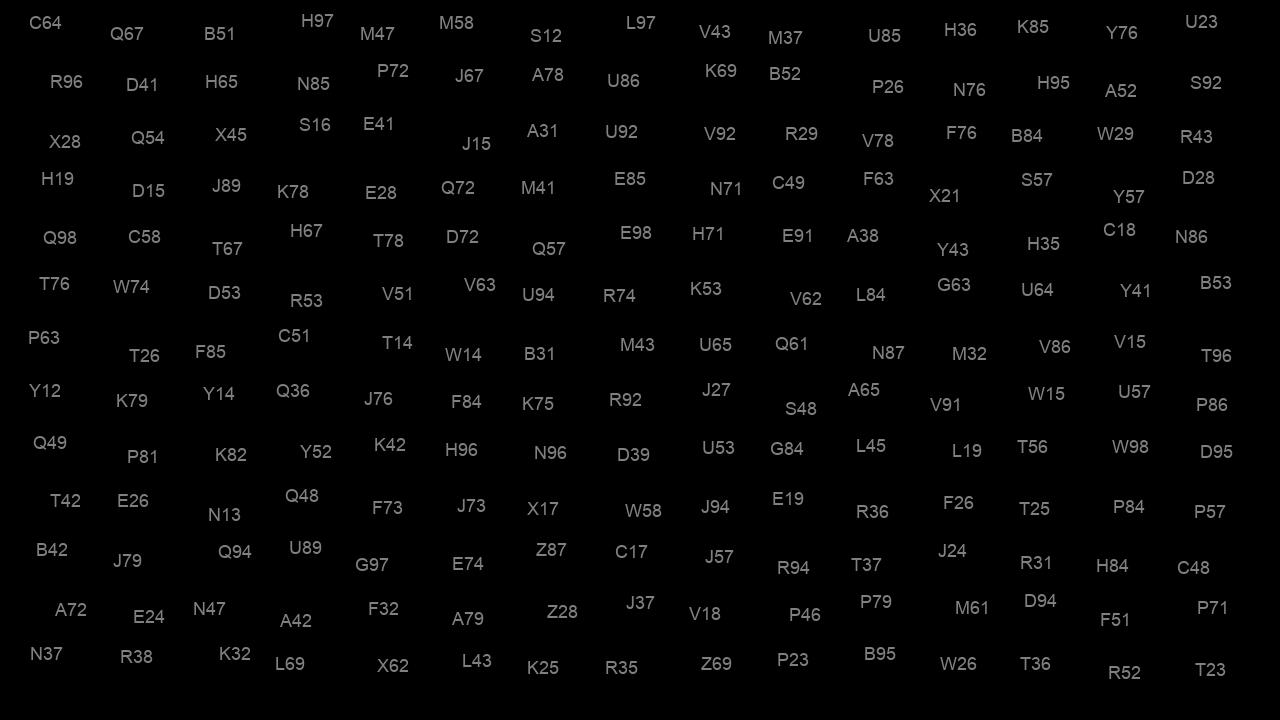 C64 Q67 B51 H97 M47 M58 S12 L97 V43 M37 U85 H36 K85 Y76 U23
R96 D41 H65 N85 P72 J67 A78 U86 K69 B52 P26 N76 H95 A52 S92
X28 Q54 X45 S16 E41 J15 A31 U92 V92 R29 V78 F76 B84 W29 R43
H19 D15 J89 K78 E28 Q72 M41 E85 N71 C49 F63 X21 S57 Y57 D28
Q98 C58 T67 H67 T78 D72 Q57 E98 H71 E91 A38 Y43 H35 C18 N86
T76 W74 D53 R53 V51 V63 U94 R74 K53 V62 L84 G63 U64 Y41 B53
P63 T26 F85 C51 T14 W14 B31 M43 U65 Q61 N87 M32 V86 V15 T96
Y12 K79 Y14 Q36 J76 F84 K75 R92 J27 S48 A65 V91 W15 U57 P86
Q49 P81 K82 Y52 K42 H96 N96 D39 U53 G84 L45 L19 T56 W98 D95
T42 E26 N13 Q48 F73 J73 X17 W58 J94 E19 R36 F26 T25 P84 P57
B42 J79 Q94 U89 G97 E74 Z87 C17 J57 R94 T37 J24 R31 H84 C48
A72 E24 N47 A42 F32 A79 Z28 J37 V18 P46 P79 M61 D94 F51 P71
N37 R38 K32 L69 X62 L43 K25 R35 Z69 P23 B95 W26 T36 R52 T23